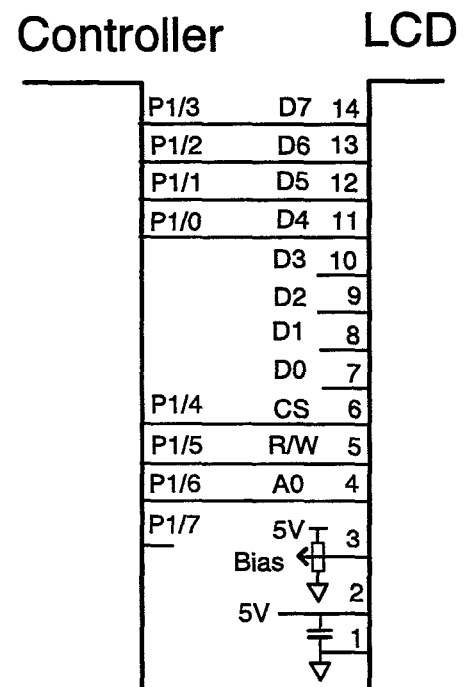 Controller LCD
P1/3 D7 14
P1/2 D6 13
P1/1 D5 12
P1/0 D4 11
D3 10
D2 9
D1 8
D0 7
P1/4 CS 6
P1/5 R/W 5
P1/6 A0 4
P1/7 5V 3
Bias
2
5V
1